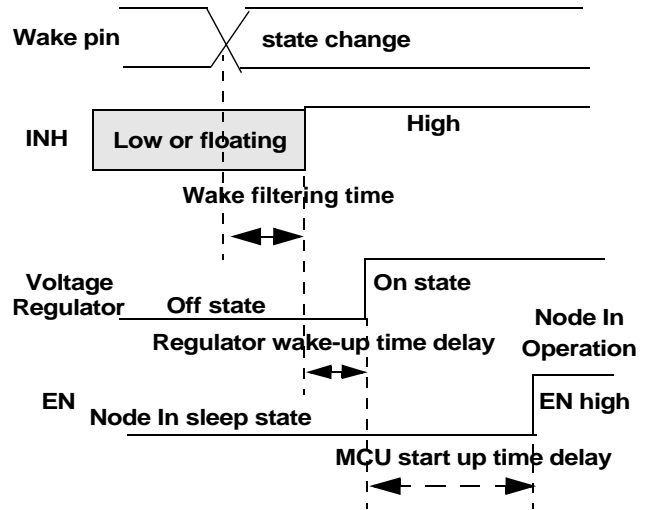 Wake pin
state change
INH
Low or floating
High
Wake filtering time
Voltage
Regulator
Off state
On state
Regulator wake-up time delay
Node In
Operation
EN
Node In sleep state
EN high
MCU start up time delay